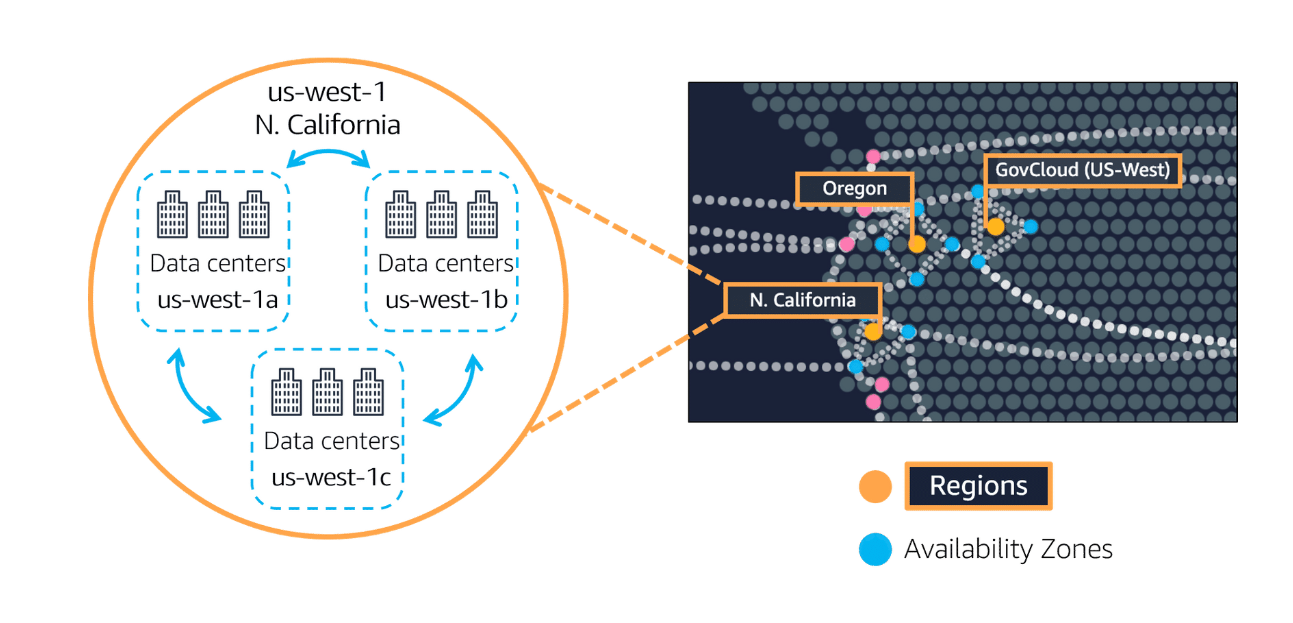 us-west-1
N. California
Data centers
us-west-1a
Data centers
us-west-1b
Data centers
us-west-1c
Oregon
GovCloud (US-West)
N. California
Regions
Availability Zones